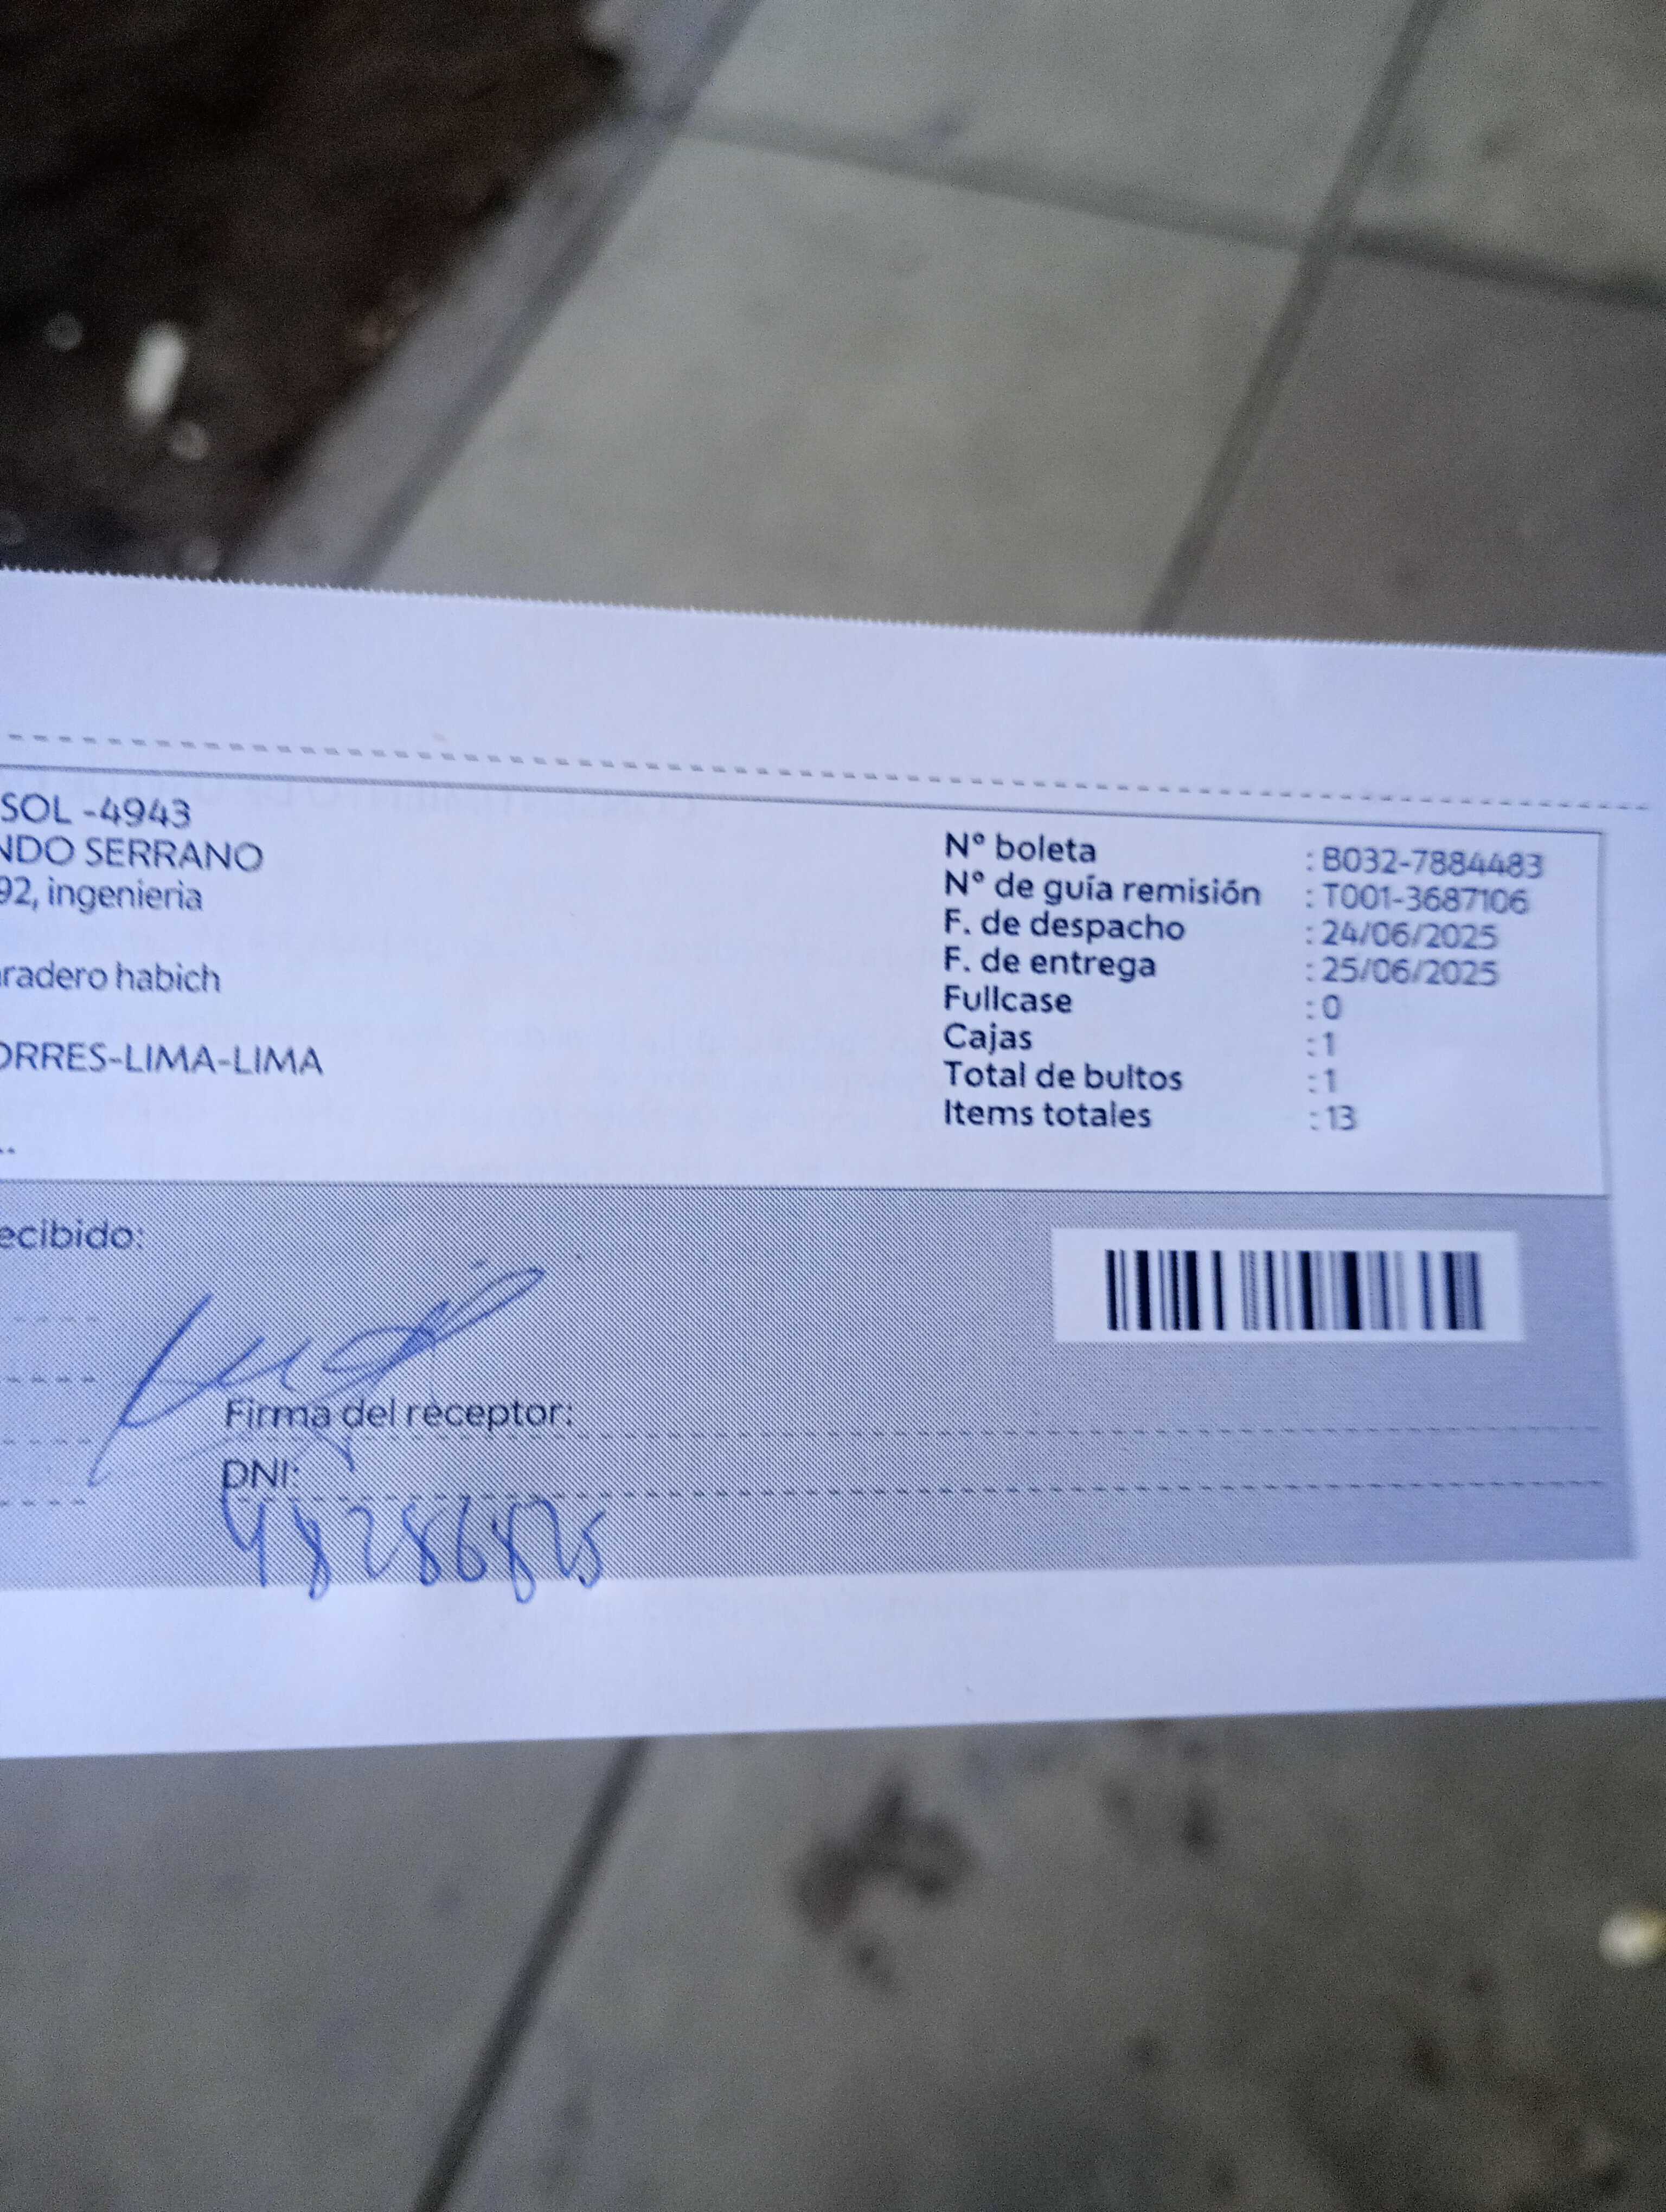 SOL -4943
NDO SERRANO
92, ingenieria
radero habich
ORRES-LIMA-LIMA
..
N° boleta : B032-7884483
N° de guía remisión : T001-3687106
F. de despacho : 24/06/2025
F. de entrega : 25/06/2025
Fullcase : 0
Cajas : 1
Total de bultos : 1
Items totales : 13
ecibido:
Firma del receptor:
DNI:
48286825